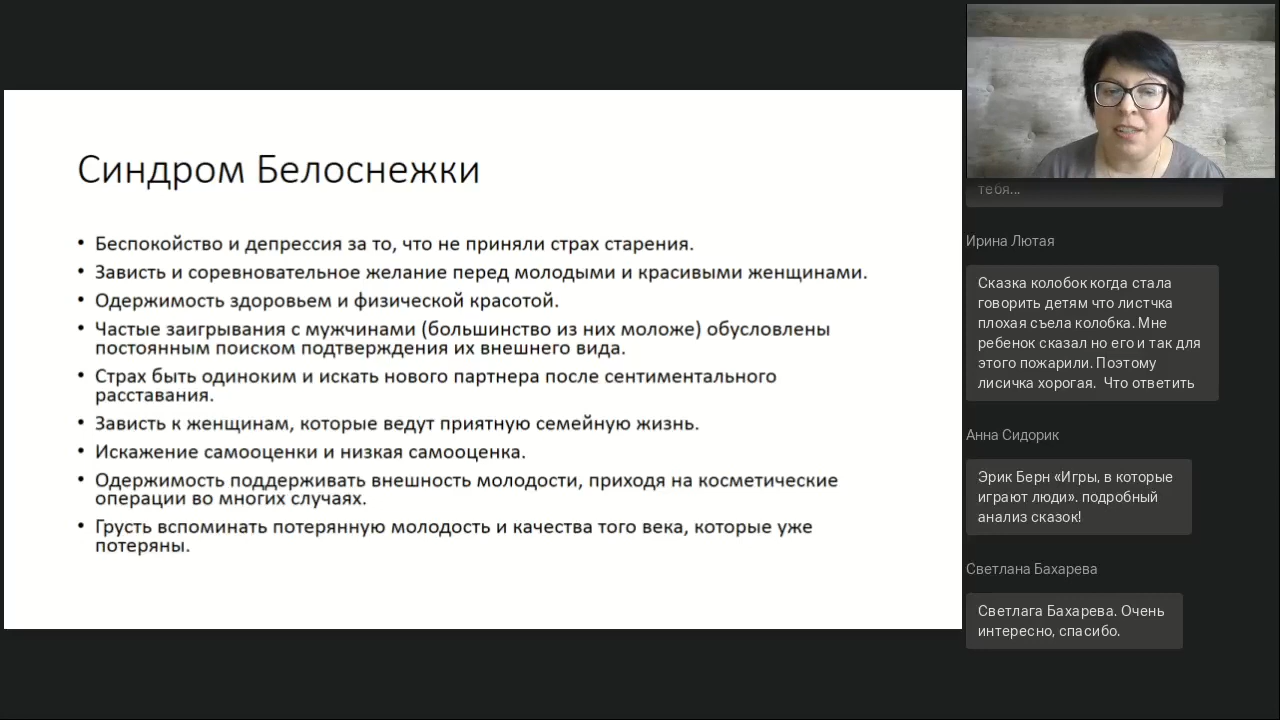 Синдром Белоснежки
• Беспокойство и депрессия за то, что не приняли страх старения.
• Зависть и соревновательное желание перед молодыми и красивыми женщинами.
• Одержимость здоровьем и физической красотой.
• Частые заигрывания с мужчинами (большинство из них моложе) обусловлены
постоянным поиском подтверждения их внешнего вида.
• Страх быть одиноким и искать нового партнера после сентиментального
расставания.
• Зависть к женщинам, которые ведут приятную семейную жизнь.
• Искажение самооценки и низкая самооценка.
• Одержимость поддерживать внешность молодости, приходя на косметические
операции во многих случаях.
• Грусть вспоминать потерянную молодость и качества того века, которые уже
потеряны.
тебя...
Ирина Лютая
Сказка колобок когда стала
говорить детям что листчка
плохая съела колобка. Мне
ребенок сказал но его и так для
этого пожарили. Поэтому
лисичка хорогая. Что ответить
Анна Сидорик
Эрик Берн «Игры, в которые
играют люди». подробный
анализ сказок!
Светлана Бахарева
Светлага Бахарева. Очень
интересно, спасибо.